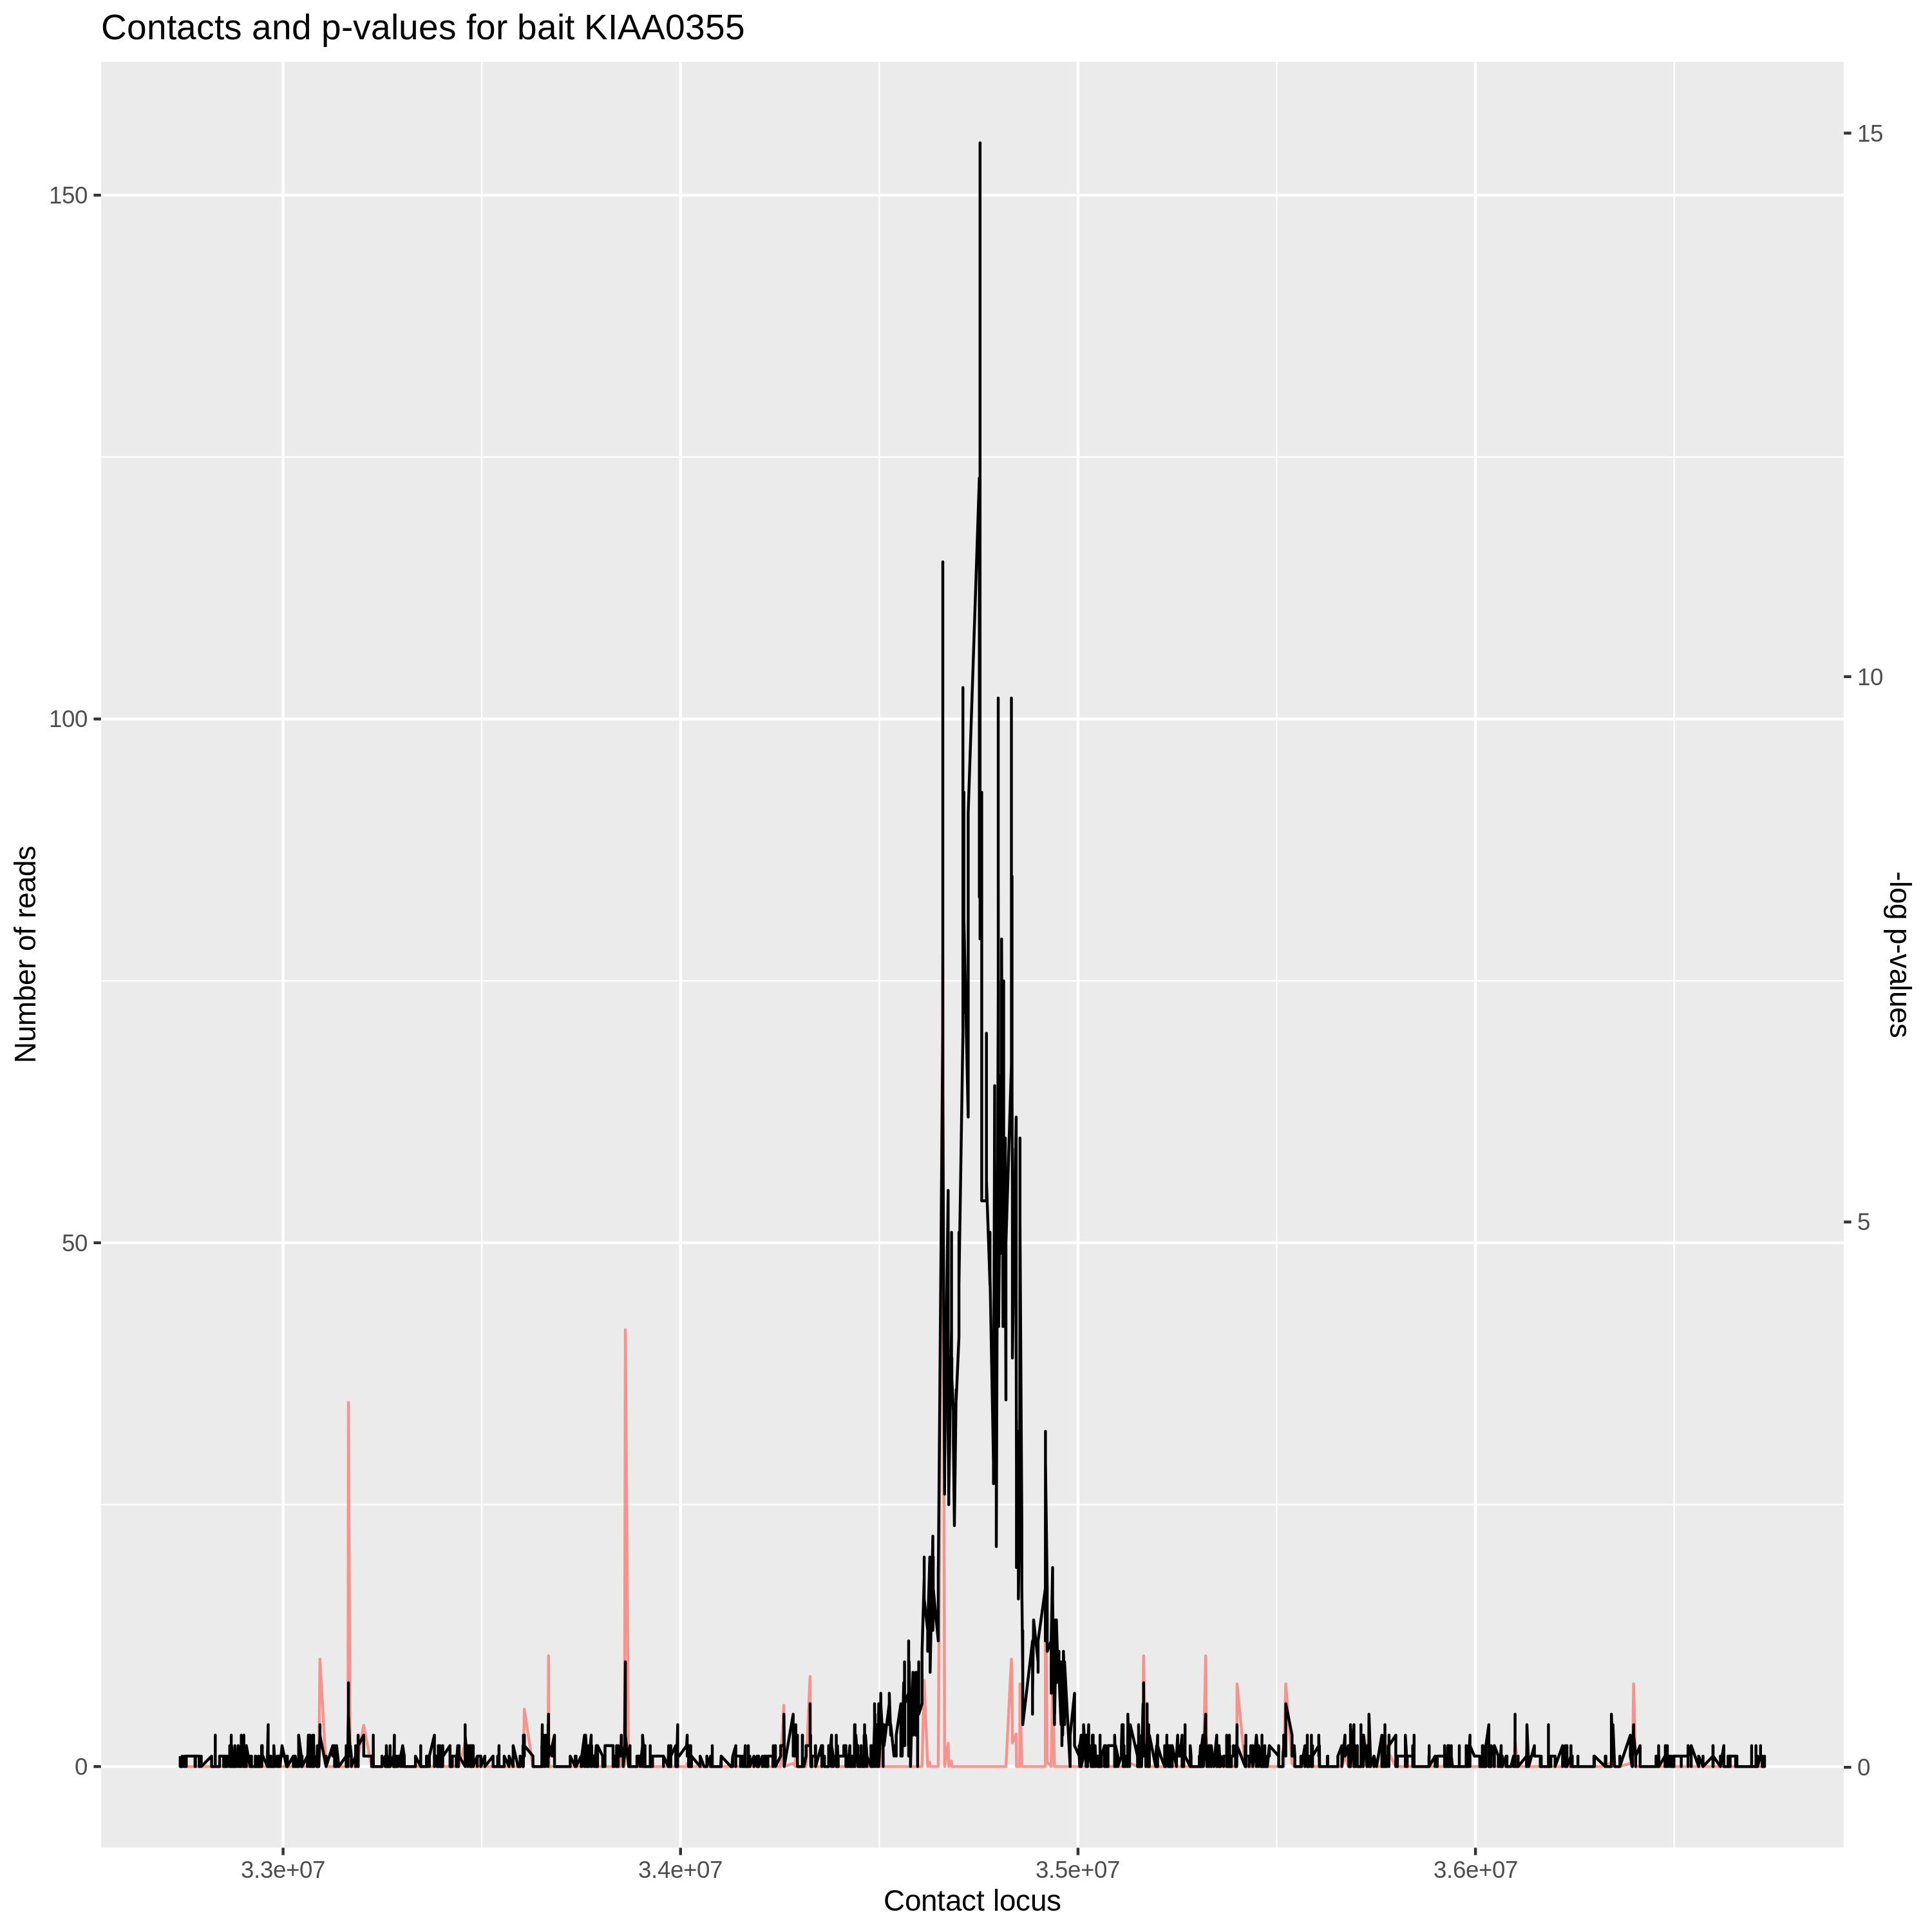 Contacts and p-values for bait KIAA0355
150
100
50
0
Number of reads
15
10
5
0
-log p-values
3.3e+07
3.4e+07
3.5e+07
3.6e+07
Contact locus